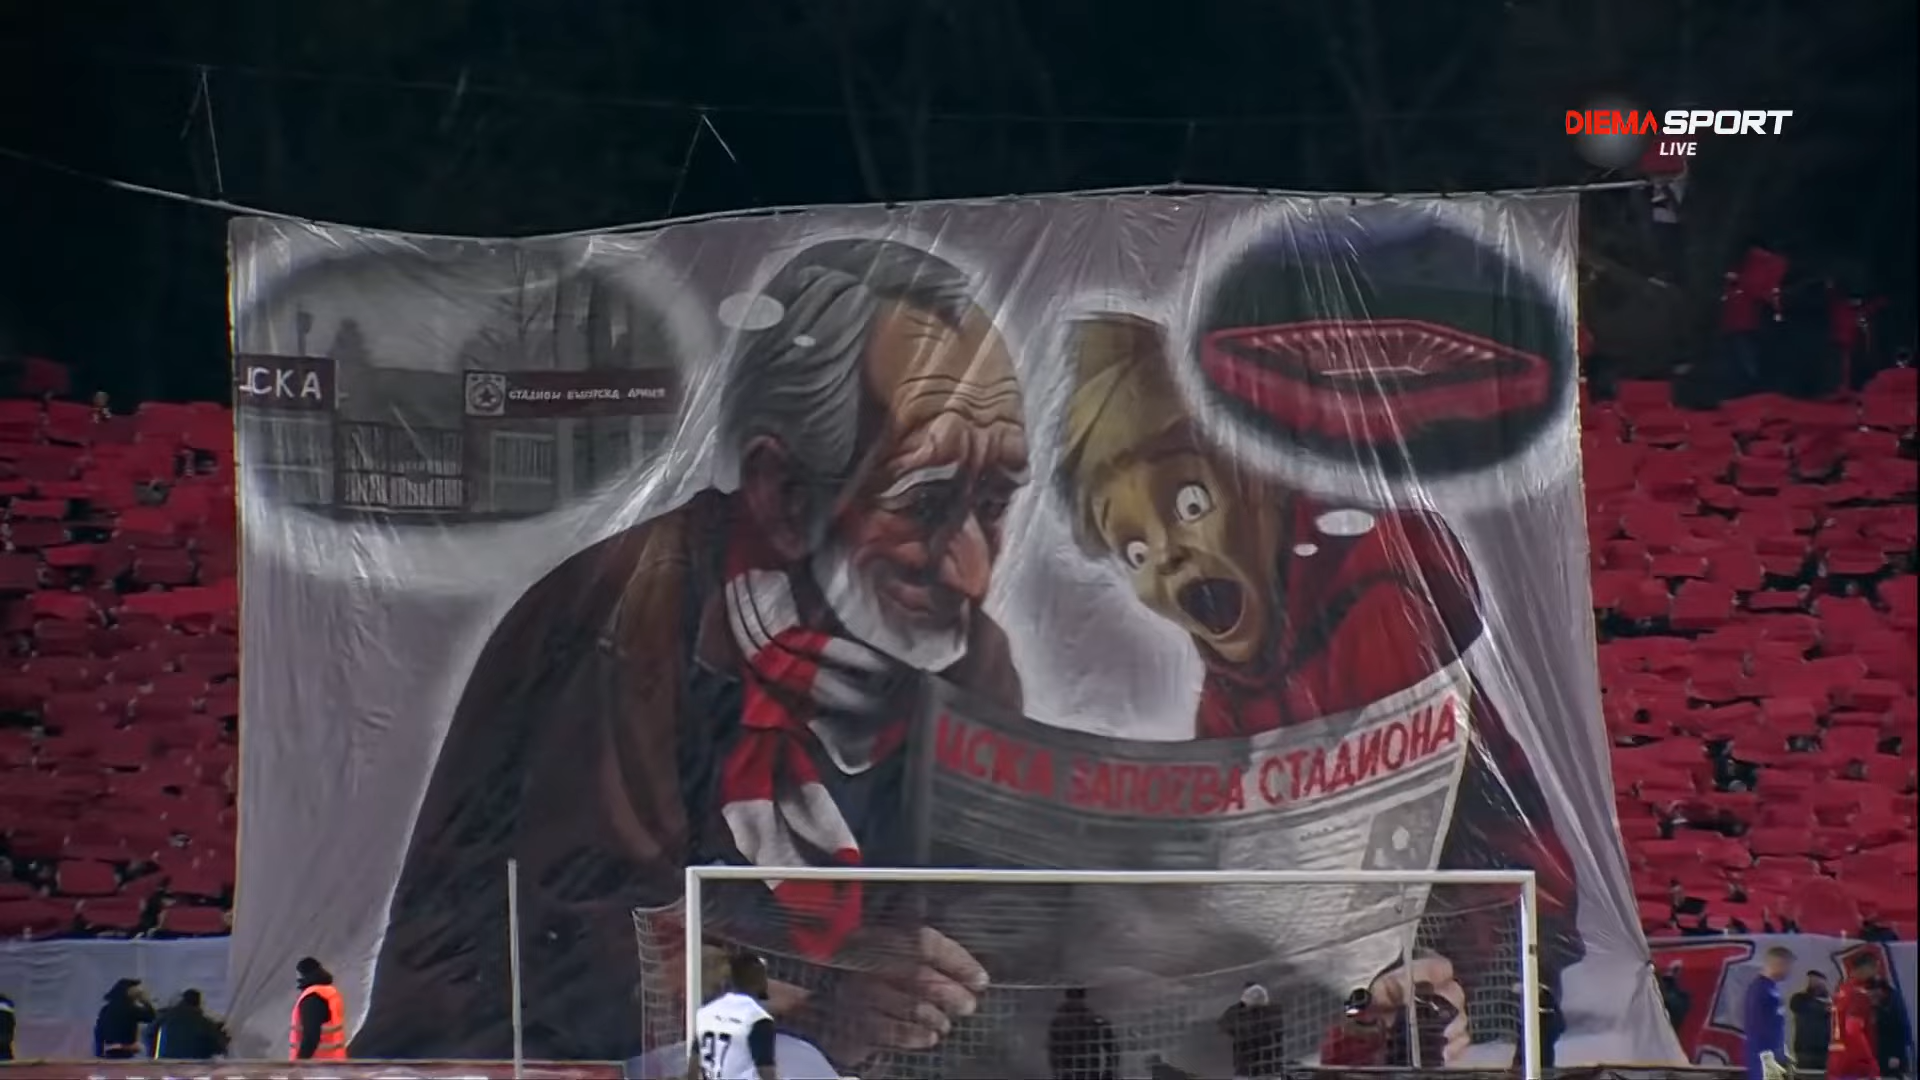 DIEMA SPORT
LIVE
ЦСКА
СТАДИОН БЪЛГАРСКА АРМИЯ
ЦСКА ЗАПОЧВА СТАДИОНА
37